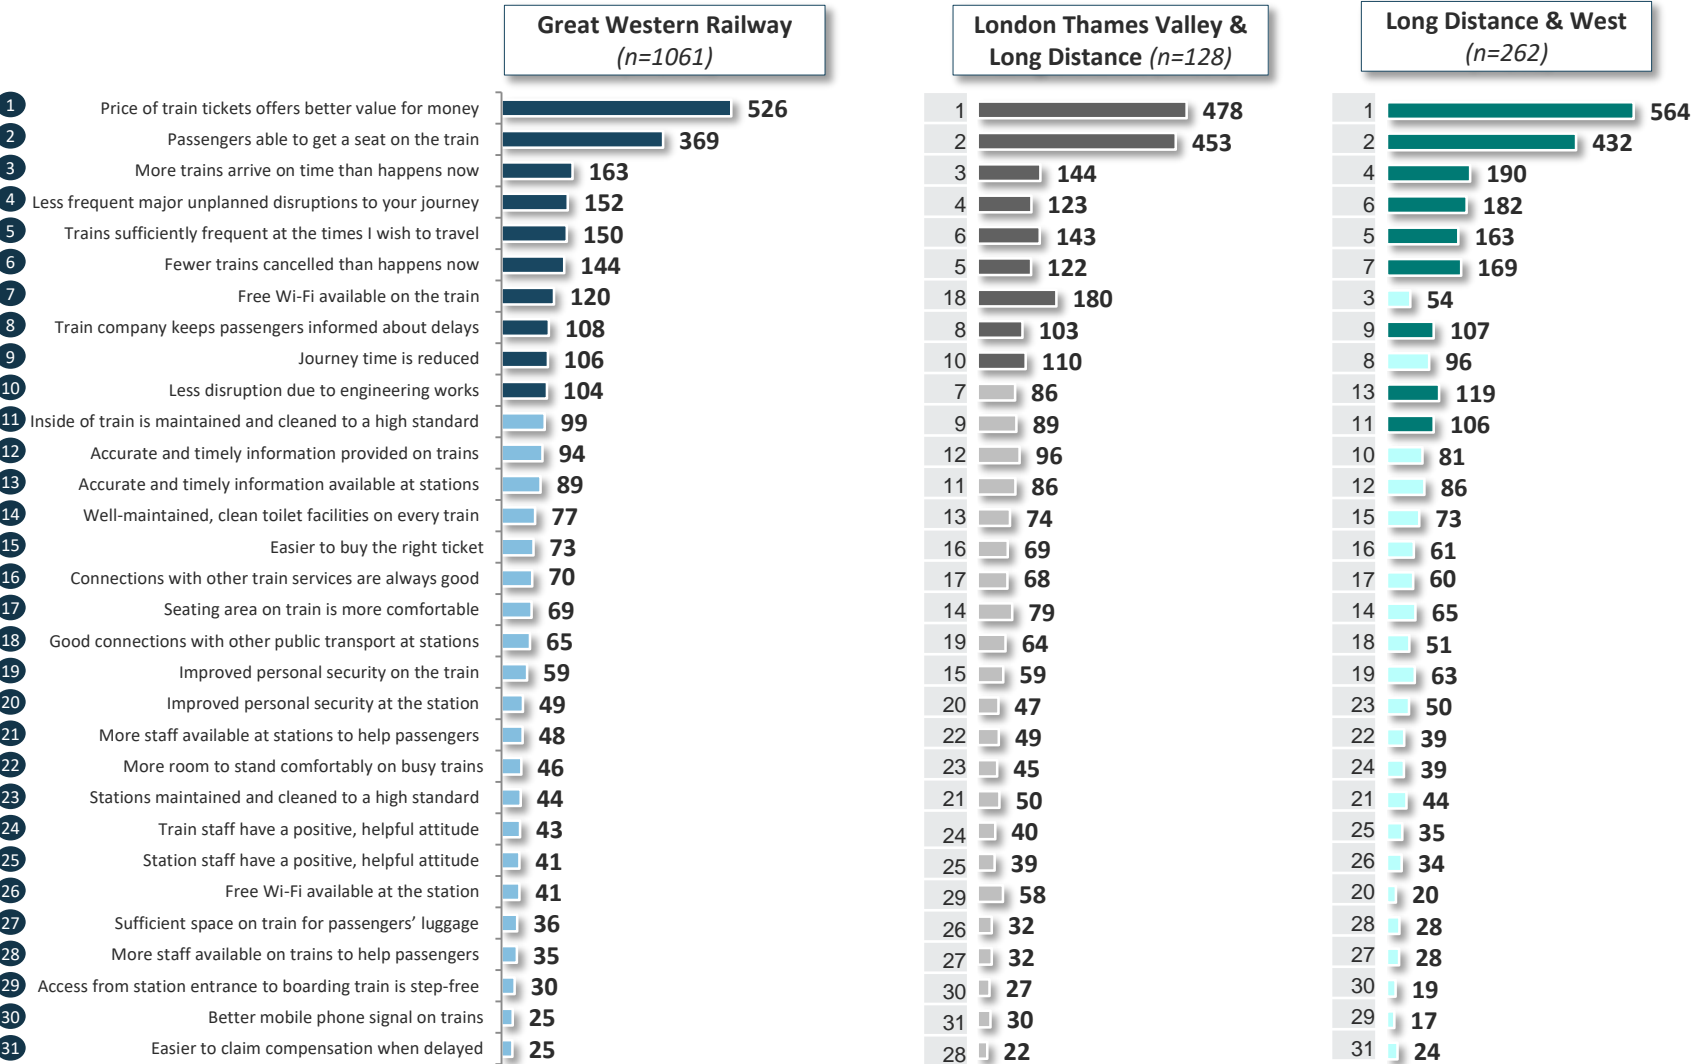 Great Western Railway
(n=1061)
London Thames Valley &
Long Distance (n=128)
Long Distance & West
(n=262)
1 Price of train tickets offers better value for money 526 1 478 1 564
2 Passengers able to get a seat on the train 369 2 453 2 432
3 More trains arrive on time than happens now 163 3 144 4 190
4 Less frequent major unplanned disruptions to your journey 152 4 123 6 182
5 Trains sufficiently frequent at the times I wish to travel 150 6 143 5 163
6 Fewer trains cancelled than happens now 144 5 122 7 169
7 Free Wi-Fi available on the train 120 18 180 3 54
8 Train company keeps passengers informed about delays 108 8 103 9 107
9 Journey time is reduced 106 10 110 8 96
10 Less disruption due to engineering works 104 7 86 13 119
11 Inside of train is maintained and cleaned to a high standard 99 9 89 11 106
12 Accurate and timely information provided on trains 94 12 96 10 81
13 Accurate and timely information available at stations 89 11 86 12 86
14 Well-maintained, clean toilet facilities on every train 77 13 74 15 73
15 Easier to buy the right ticket 73 16 69 16 61
16 Connections with other train services are always good 70 17 68 17 60
17 Seating area on train is more comfortable 69 14 79 14 65
18 Good connections with other public transport at stations 65 19 64 18 51
19 Improved personal security on the train 59 15 59 19 63
20 Improved personal security at the station 49 20 47 23 50
21 More staff available at stations to help passengers 48 22 49 22 39
22 More room to stand comfortably on busy trains 46 23 45 24 39
23 Stations maintained and cleaned to a high standard 44 21 50 21 44
24 Train staff have a positive, helpful attitude 43 24 40 25 35
25 Station staff have a positive, helpful attitude 41 25 39 26 34
26 Free Wi-Fi available at the station 41 29 58 20 20
27 Sufficient space on train for passengers’ luggage 36 26 32 28 28
28 More staff available on trains to help passengers 35 27 32 27 28
29 Access from station entrance to boarding train is step-free 30 30 27 30 19
30 Better mobile phone signal on trains 25 31 30 29 17
31 Easier to claim compensation when delayed 25 28 22 31 24